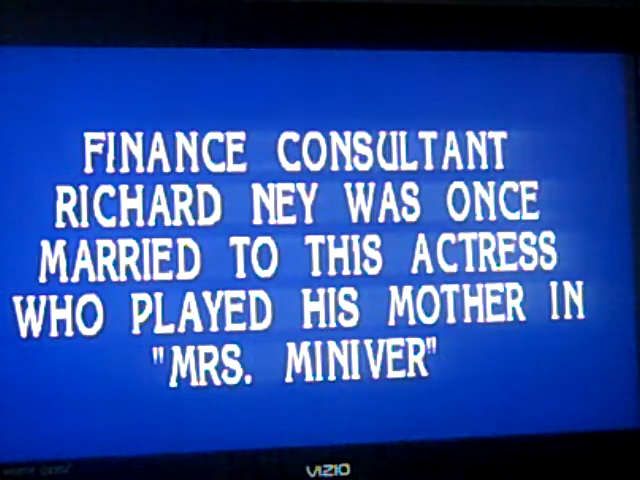 FINANCE CONSULTANT
RICHARD NEY WAS ONCE
MARRIED TO THIS ACTRESS
WHO PLAYED HIS MOTHER IN
"MRS. MINIVER"
VIZIO